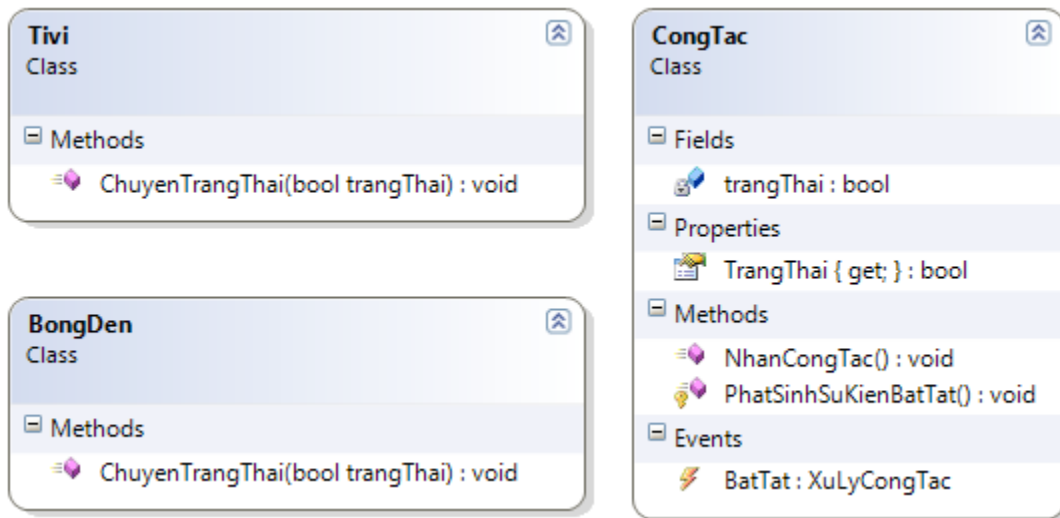 Tivi
Class
Methods
ChuyenTrangThai(bool trangThai) : void
BongDen
Class
Methods
ChuyenTrangThai(bool trangThai) : void
CongTac
Class
Fields
trangThai : bool
Properties
TrangThai { get; } : bool
Methods
NhanCongTac() : void
PhatSinhSuKienBatTat() : void
Events
BatTat : XuLyCongTac